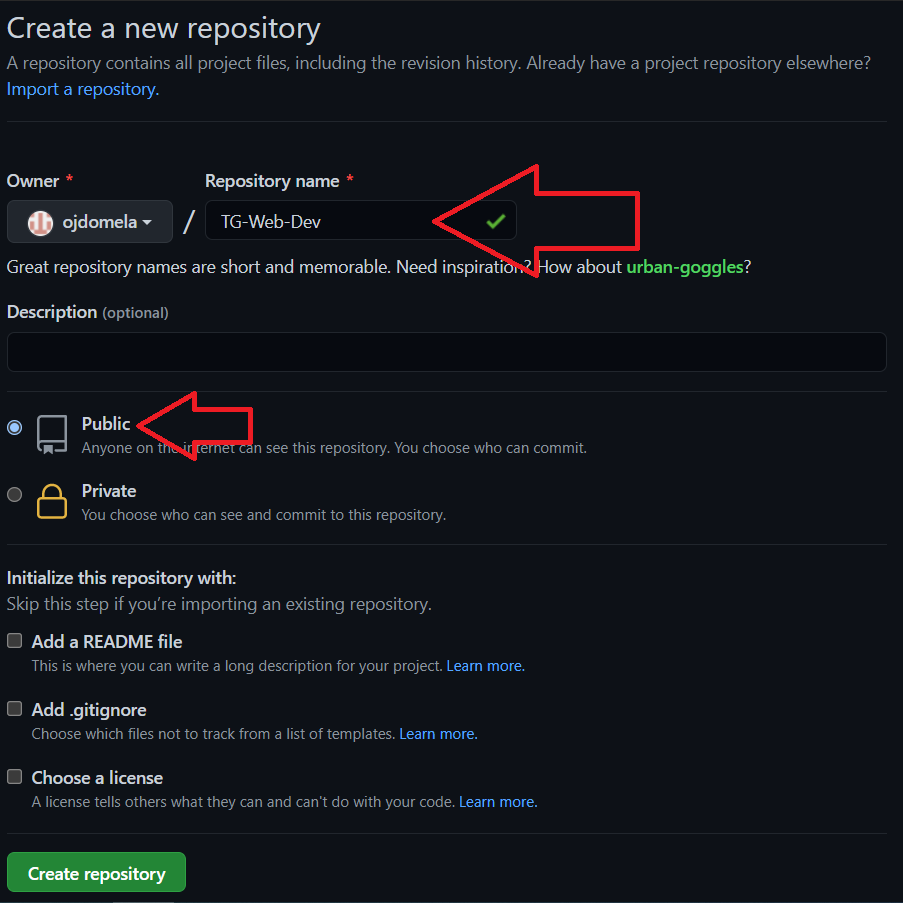 Create a new repository
A repository contains all project files, including the revision history. Already have a project repository elsewhere?
Import a repository.
Owner * Repository name *
ojdomela / TG-Web-Dev
Great repository names are short and memorable. Need inspiration? How about urban-goggles?
Description (optional)
Public
Anyone on the internet can see this repository. You choose who can commit.
Private
You choose who can see and commit to this repository.
Initialize this repository with:
Skip this step if you’re importing an existing repository.
Add a README file
This is where you can write a long description for your project. Learn more.
Add .gitignore
Choose which files not to track from a list of templates. Learn more.
Choose a license
A license tells others what they can and can't do with your code. Learn more.
Create repository